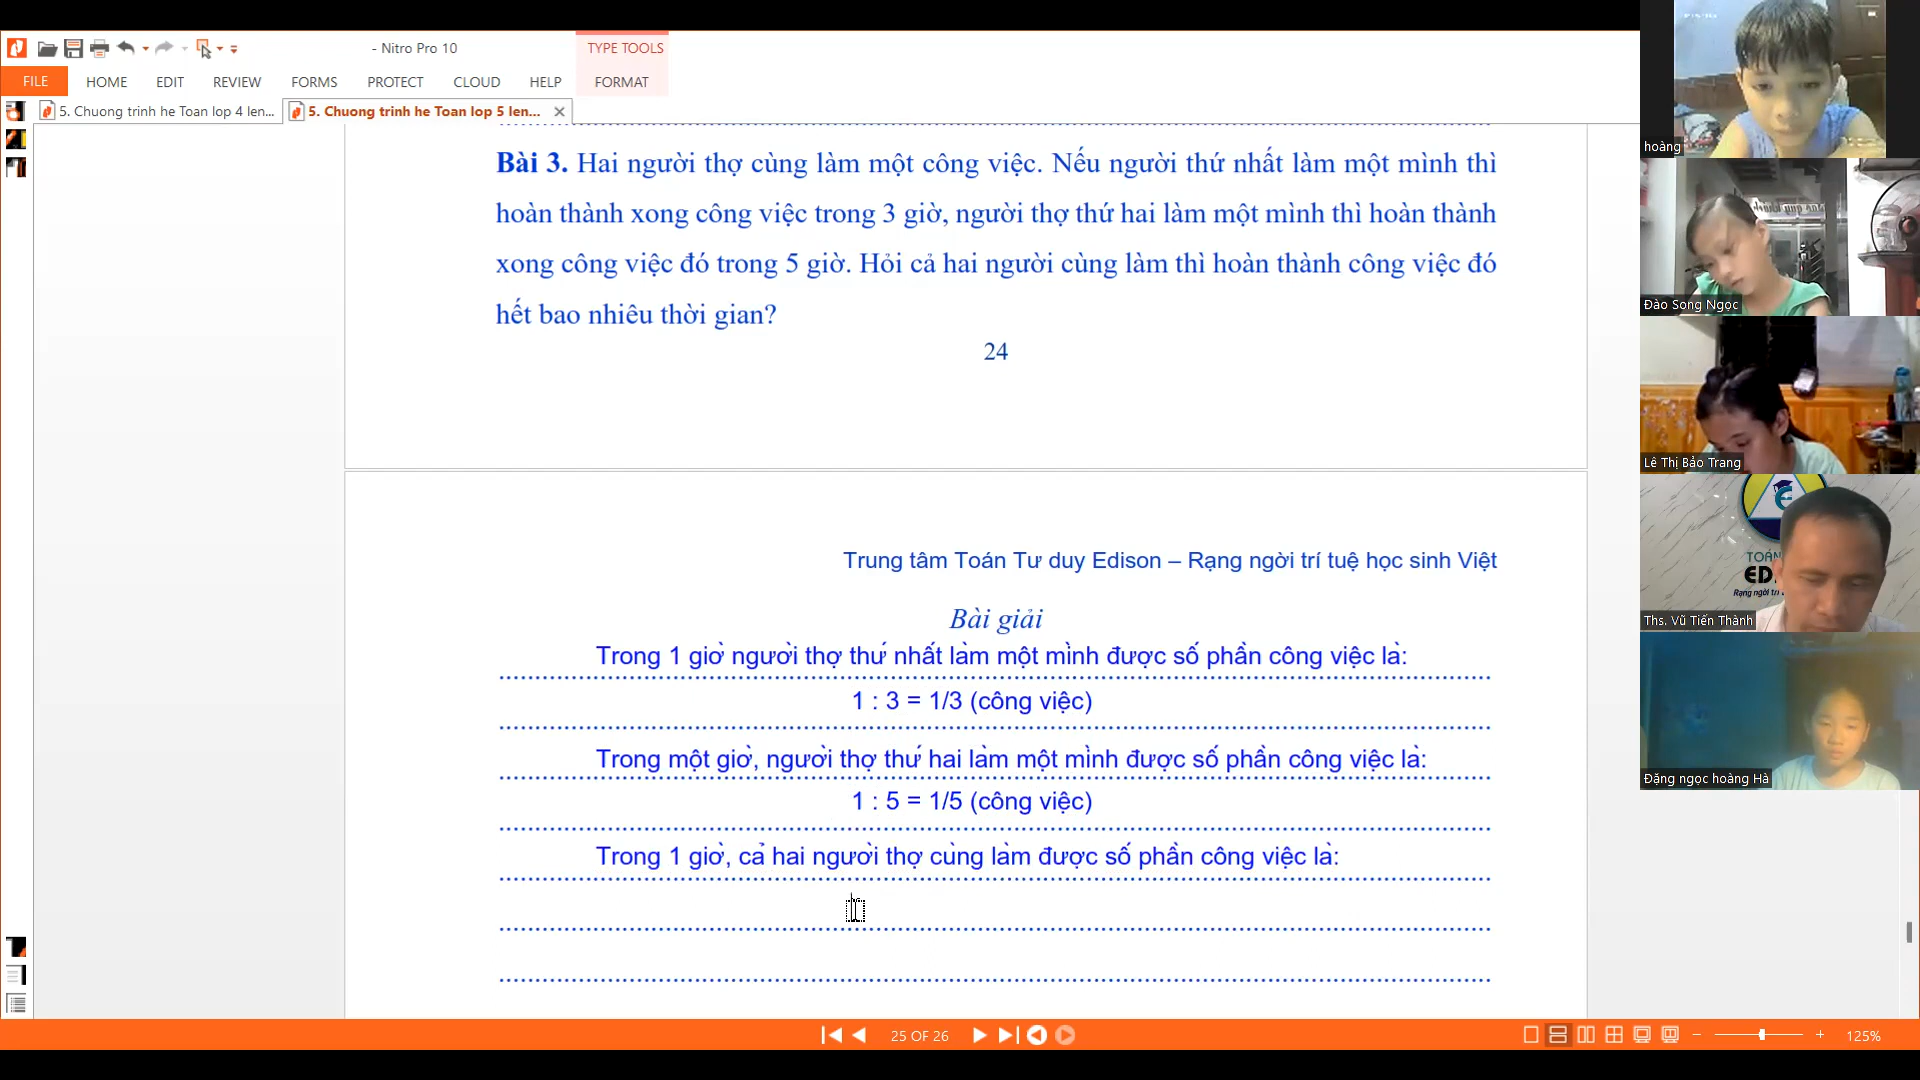 - Nitro Pro 10
TYPE TOOLS
FILE HOME EDIT REVIEW FORMS PROTECT CLOUD HELP FORMAT
5. Chuong trinh he Toan lop 4 len... 5. Chuong trinh he Toan lop 5 len...
Bài 3. Hai người thợ cùng làm một công việc. Nếu người thứ nhất làm một mình thì
hoàn thành xong công việc trong 3 giờ, người thợ thứ hai làm một mình thì hoàn thành
xong công việc đó trong 5 giờ. Hỏi cả hai người cùng làm thì hoàn thành công việc đó
hết bao nhiêu thời gian?
24
Trung tâm Toán Tư duy Edison – Rạng ngời trí tuệ học sinh Việt
Bài giải
Trong 1 giờ người thợ thứ nhất làm một mình được số phần công việc là:
1 : 3 = 1/3 (công việc)
Trong một giờ, người thợ thứ hai làm một mình được số phần công việc là:
1 : 5 = 1/5 (công việc)
Trong 1 giờ, cả hai người thợ cùng làm được số phần công việc là:
25 OF 26
125%
hoàng
Đào Song Ngọc
Lê Thị Bảo Trang
TOÁN
ED
Rạng ngời trí
Ths. Vũ Tiến Thành
Đặng ngọc hoàng Hà